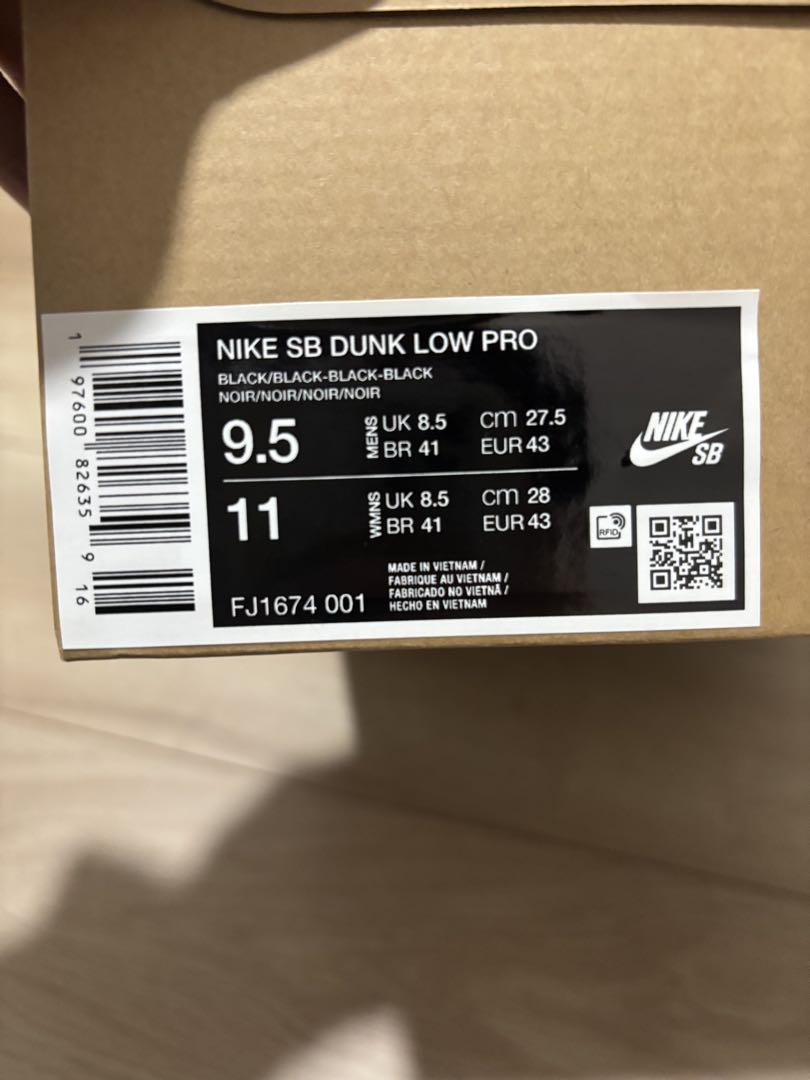 NIKE SB DUNK LOW PRO
BLACK/BLACK-BLACK-BLACK
NOIR/NOIR/NOIR/NOIR
9.5
MENS
UK 8.5 cm 27.5
BR 41 EUR 43
11
WMNS
UK 8.5 cm 28
BR 41 EUR 43
MADE IN VIETNAM /
FABRIQUE AU VIETNAM /
FABRICADO NO VIETNÃ /
HECHO EN VIETNAM
FJ1674 001
NIKE
SB
RFID
1 97600 82635 9 16